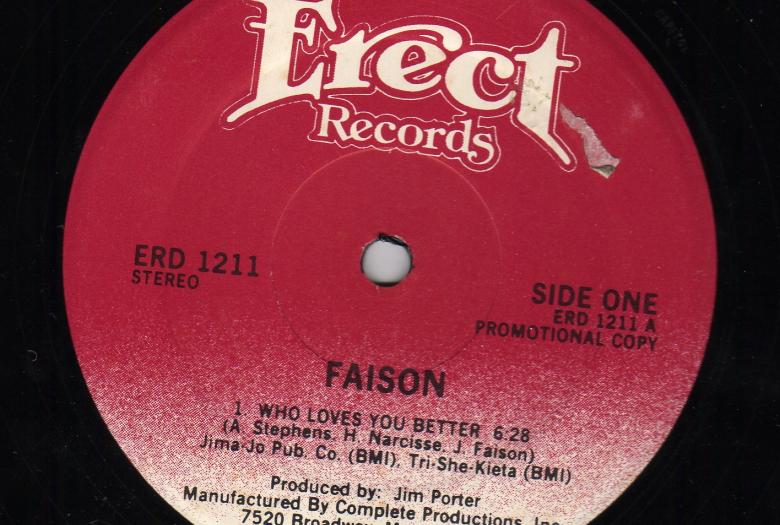 Erect
Records
ERD 1211
STEREO
SIDE ONE
ERD 1211 A
PROMOTIONAL COPY
FAISON
1. WHO LOVES YOU BETTER 6:28
(A. Stephens, H. Narcisse, J. Faison)
Jima-Jo Pub. Co. (BMI), Tri-She-Kieta (BMI)
Produced by: Jim Porter
Manufactured By Complete Productions, Inc.
7520 Broadway,